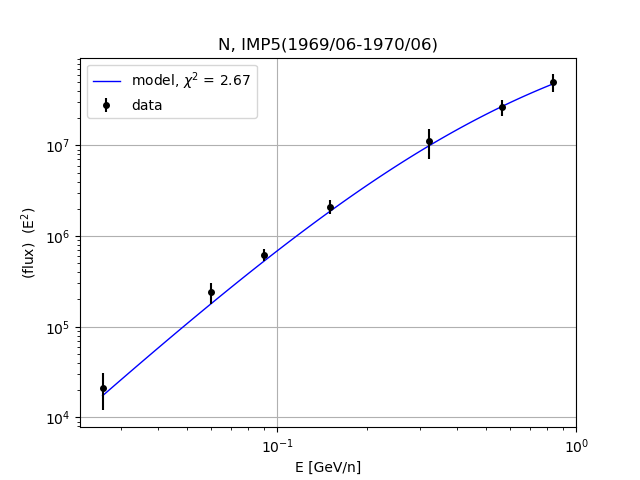 N, IMP5(1969/06-1970/06)
model, χ² = 2.67
data
10⁷
10⁶
10⁵
10⁴
(flux) (E²)
10⁻¹
10⁰
E [GeV/n]